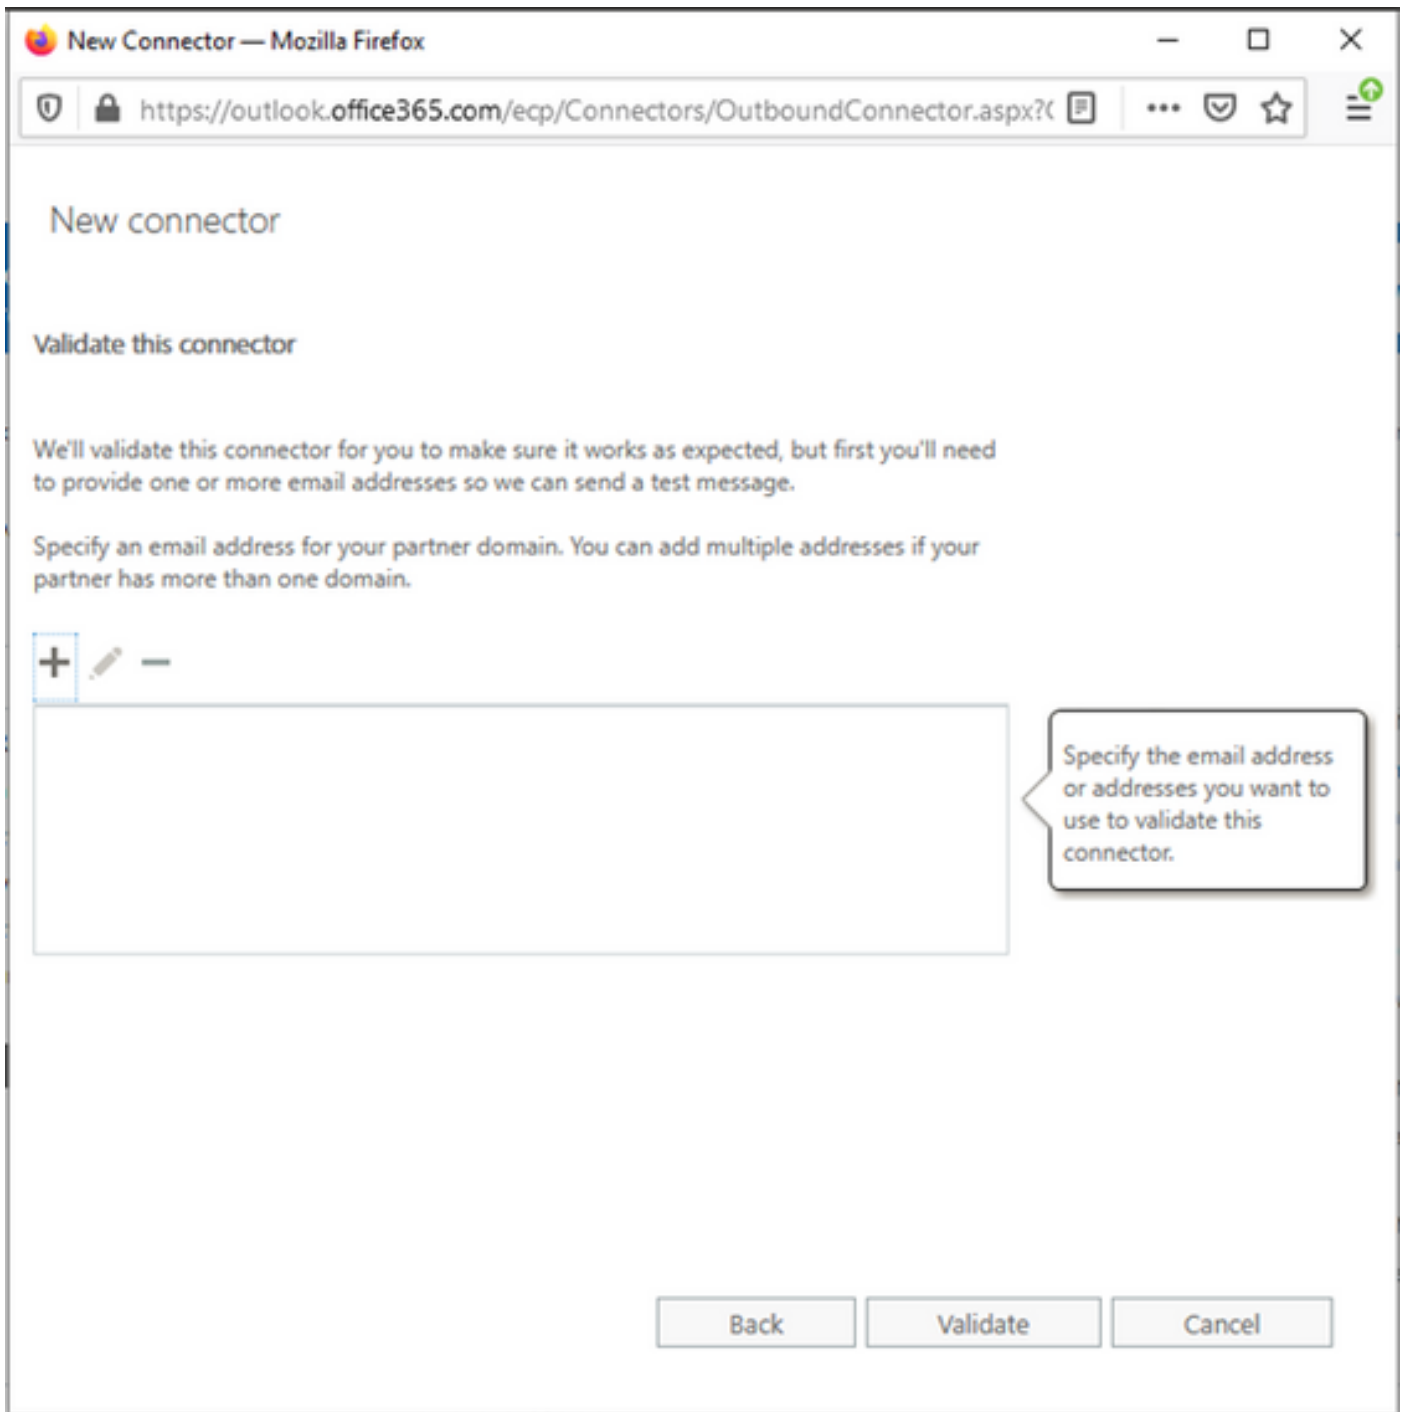 New Connector — Mozilla Firefox
https://outlook.office365.com/ecp/Connectors/OutboundConnector.aspx?
New connector
Validate this connector
We'll validate this connector for you to make sure it works as expected, but first you'll need
to provide one or more email addresses so we can send a test message.
Specify an email address for your partner domain. You can add multiple addresses if your
partner has more than one domain.
Specify the email address
or addresses you want to
use to validate this
connector.
Back
Validate
Cancel